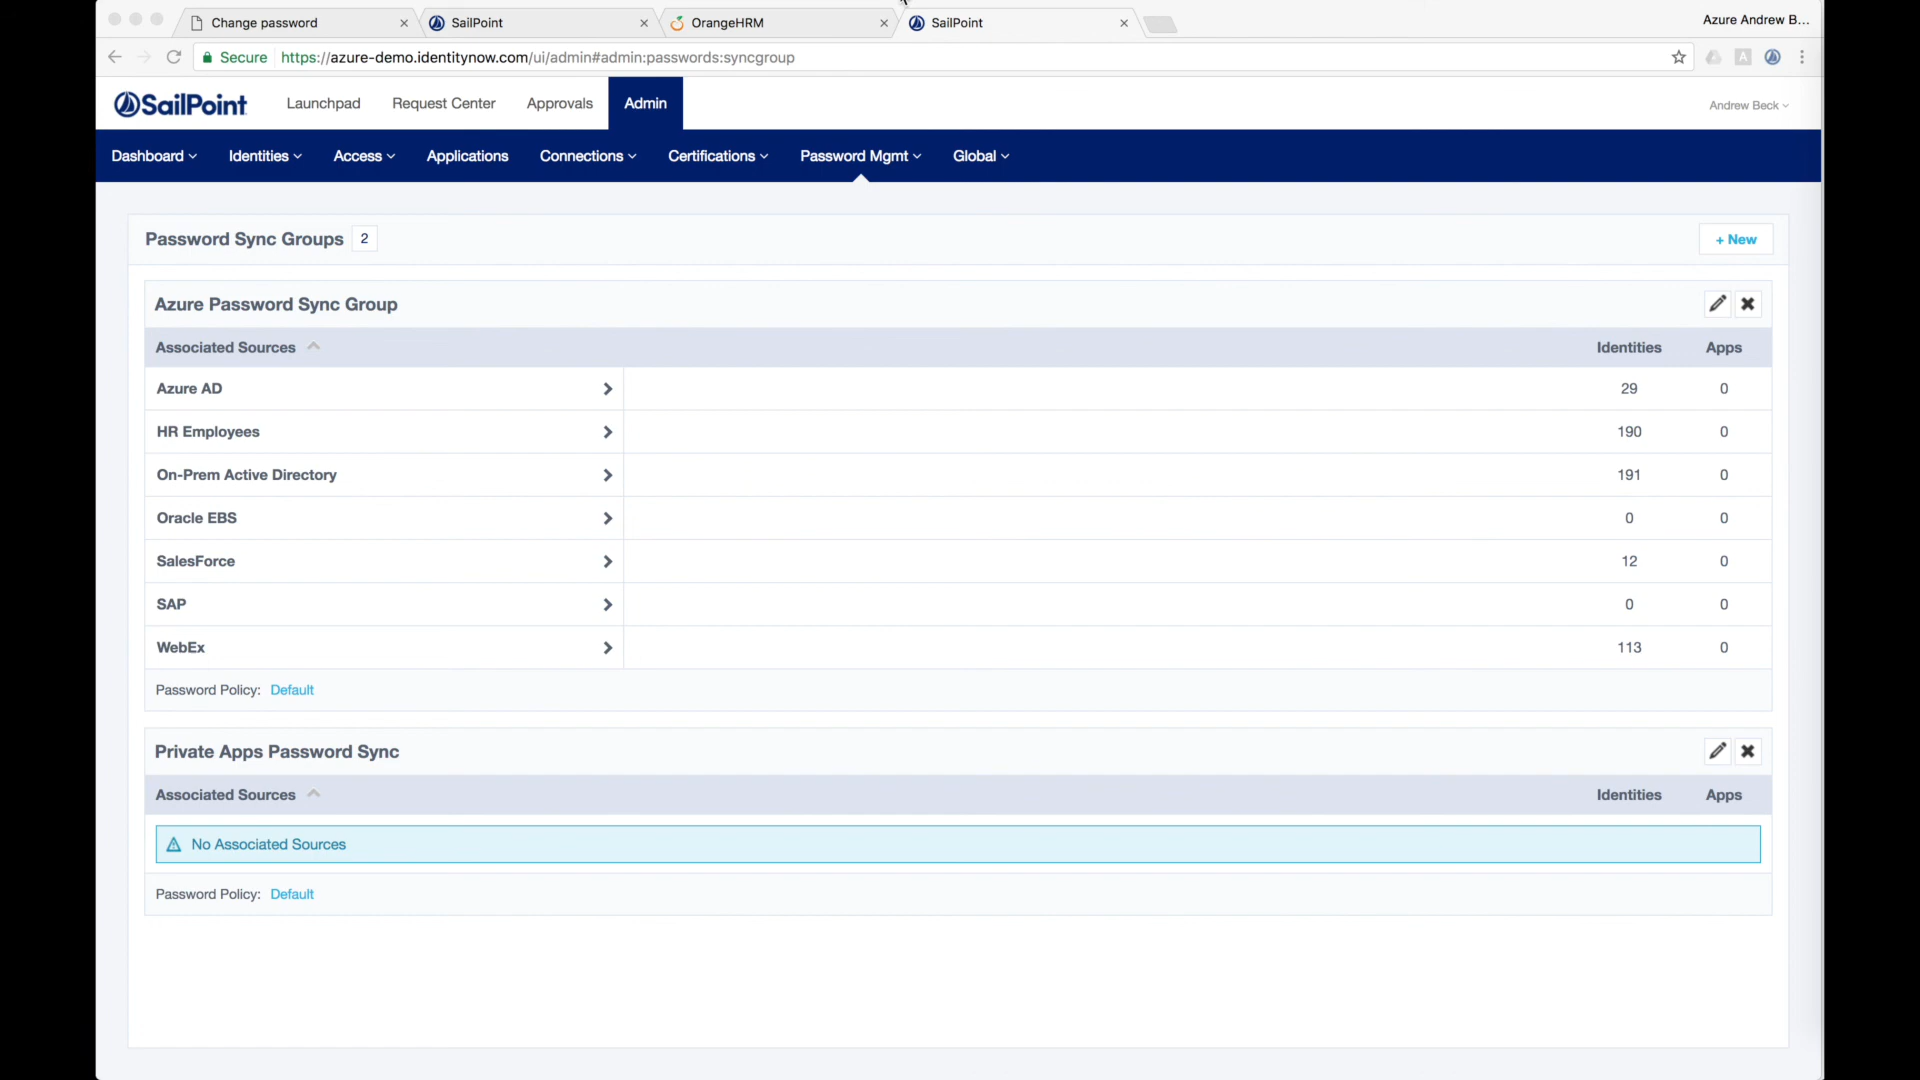 Change password
SailPoint
OrangeHRM
SailPoint
Azure Andrew B...
Secure https://azure-demo.identitynow.com/ui/admin#admin:passwords:syncgroup
SailPoint Launchpad Request Center Approvals Admin Andrew Beck
Dashboard Identities Access Applications Connections Certifications Password Mgmt Global
Password Sync Groups 2 + New
Azure Password Sync Group
Associated Sources Identities Apps
Azure AD 29 0
HR Employees 190 0
On-Prem Active Directory 191 0
Oracle EBS 0 0
SalesForce 12 0
SAP 0 0
WebEx 113 0
Password Policy: Default
Private Apps Password Sync
Associated Sources Identities Apps
No Associated Sources
Password Policy: Default